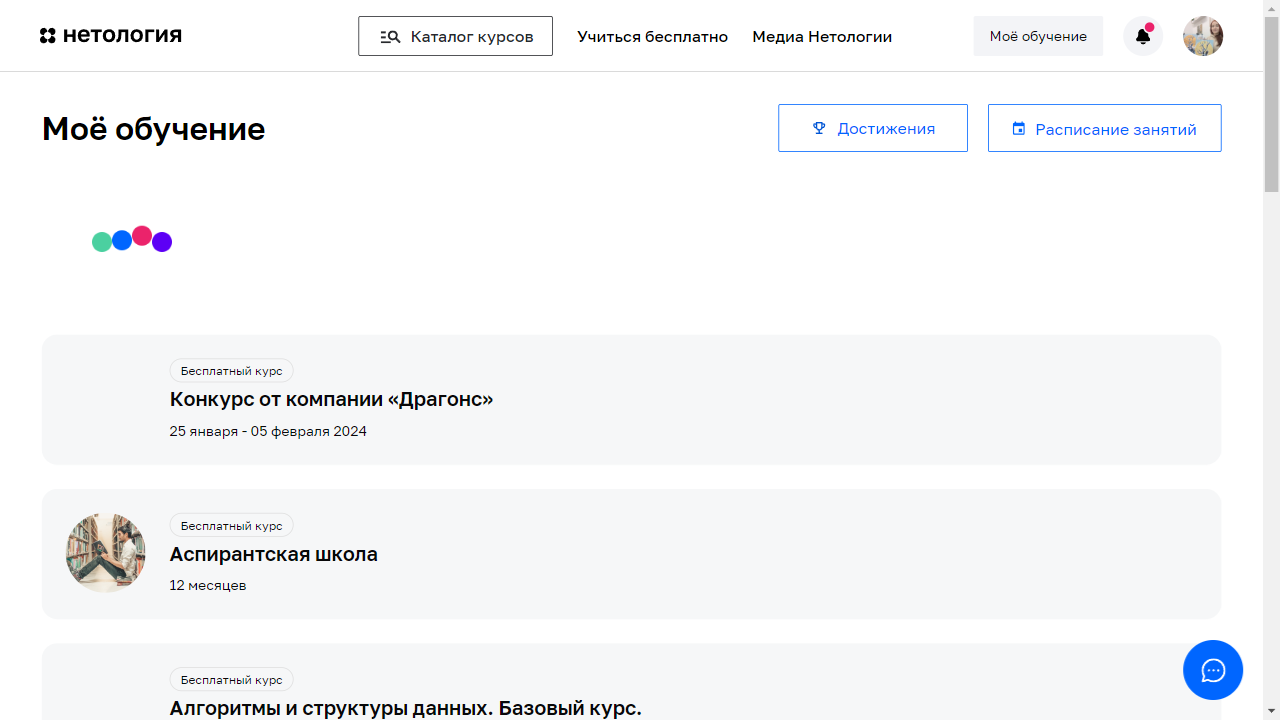 нетология
Каталог курсов
Учиться бесплатно
Медиа Нетологии
Моё обучение
Моё обучение
Достижения
Расписание занятий
Бесплатный курс
Конкурс от компании «Драгонс»
25 января - 05 февраля 2024
Бесплатный курс
Аспирантская школа
12 месяцев
Бесплатный курс
Алгоритмы и структуры данных. Базовый курс.